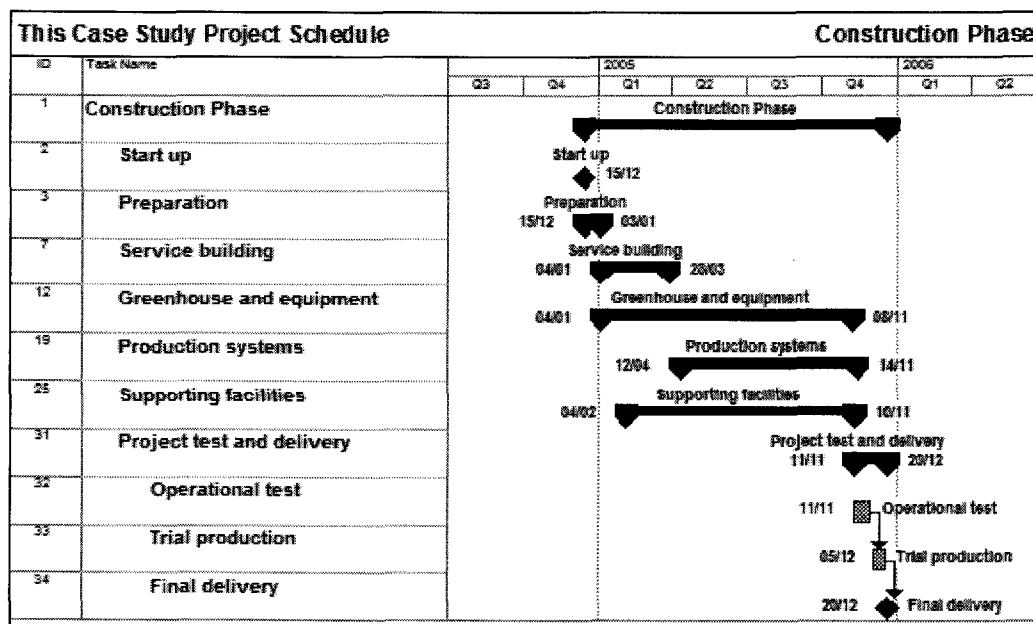 This Case Study Project Schedule Construction Phase
ID Task Name 2005 2006
Q3 Q4 Q1 Q2 Q3 Q4 Q1 Q2
1 Construction Phase Construction Phase
2 Start up Start up
15/12
3 Preparation Preparation
15/12 03/01
7 Service building Service building
04/01 28/03
12 Greenhouse and equipment Greenhouse and equipment
04/01 08/11
19 Production systems Production systems
12/04 14/11
25 Supporting facilities Supporting facilities
04/02 10/11
31 Project test and delivery Project test and delivery
11/11 20/12
32 Operational test 11/11 Operational test
33 Trial production 05/12 Trial production
34 Final delivery 20/12 Final delivery